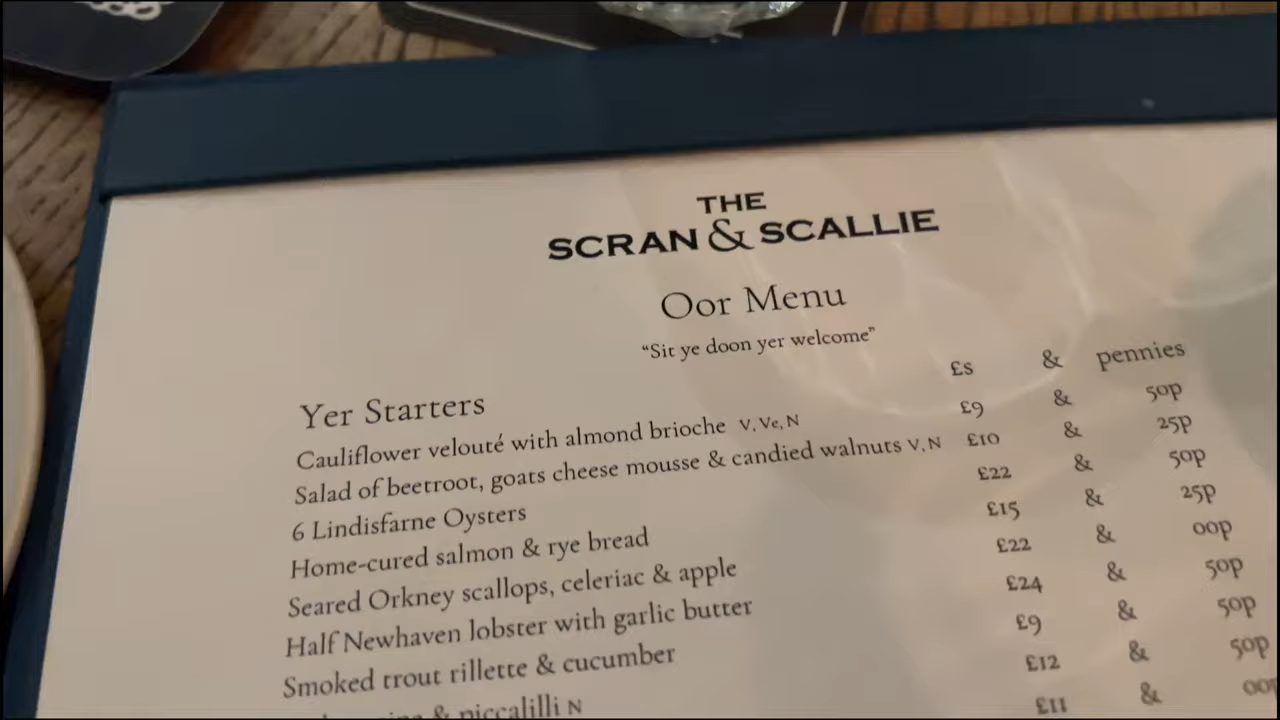 THE
SCRAN & SCALLIE
Oor Menu
“Sit ye doon yer welcome”
Yer Starters £s & pennies
Cauliflower velouté with almond brioche V, Ve, N £9 & 50p
Salad of beetroot, goats cheese mousse & candied walnuts V, N £10 & 25p
6 Lindisfarne Oysters £22 & 50p
Home-cured salmon & rye bread £15 & 25p
Seared Orkney scallops, celeriac & apple £22 & 00p
Half Newhaven lobster with garlic butter £24 & 50p
Smoked trout rillette & cucumber £9 & 50p
& piccalilli N £12 & 50p
£11 &